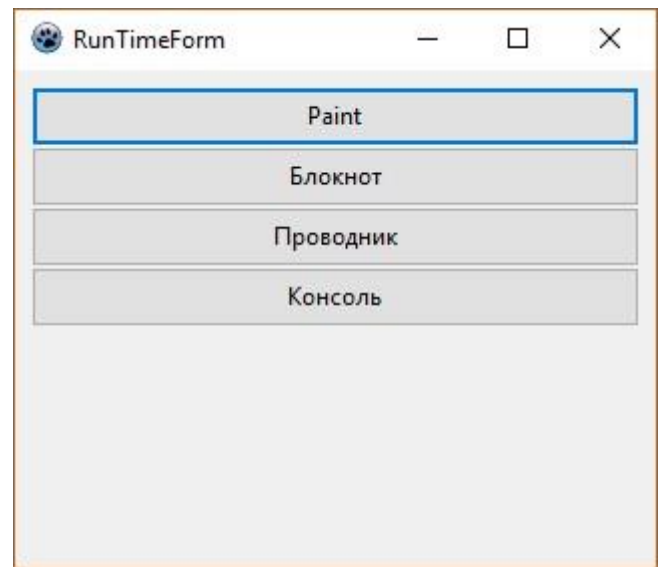 RunTimeForm
Paint
Блокнот
Проводник
Консоль